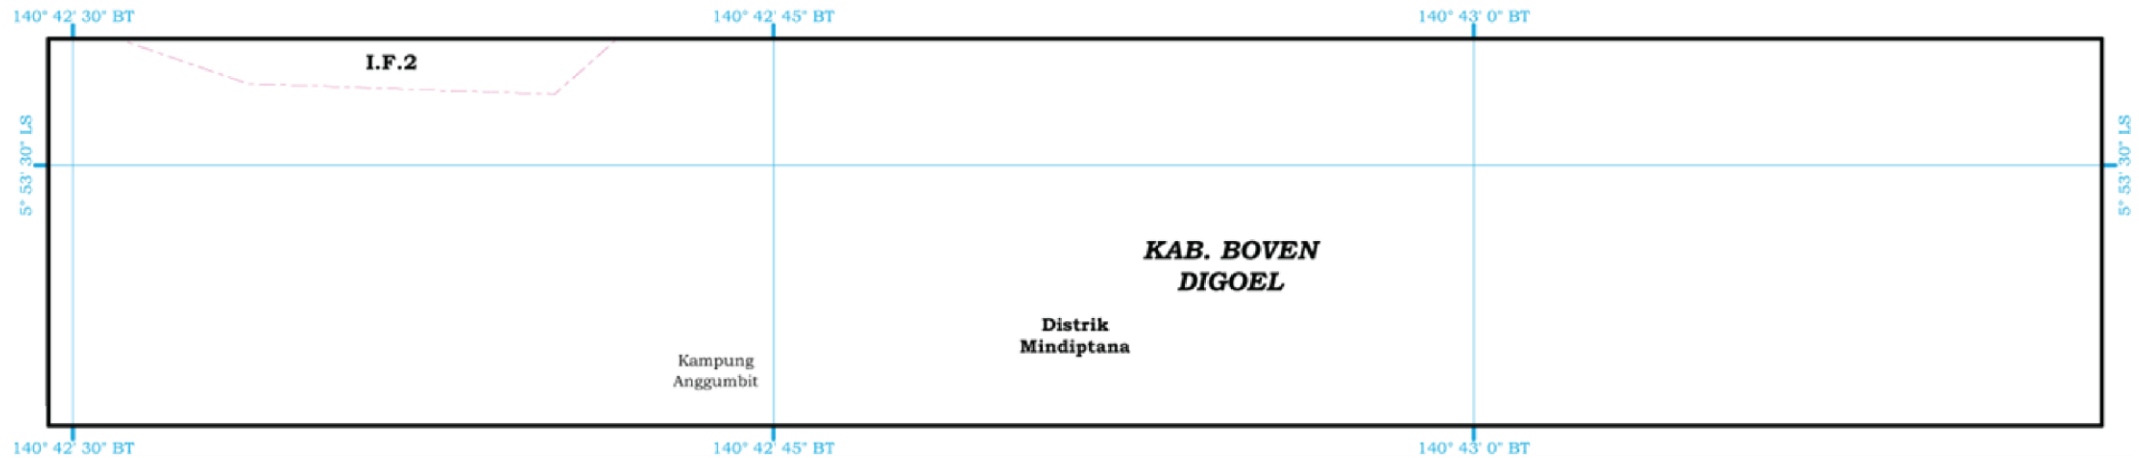 140° 42' 30" BT
140° 42' 45" BT
140° 43' 0" BT
I.F.2
5° 53' 30" LS
5° 53' 30" LS
KAB. BOVEN
DIGOEL
Distrik
Mindiptana
Kampung
Anggumbit
140° 42' 30" BT
140° 42' 45" BT
140° 43' 0" BT